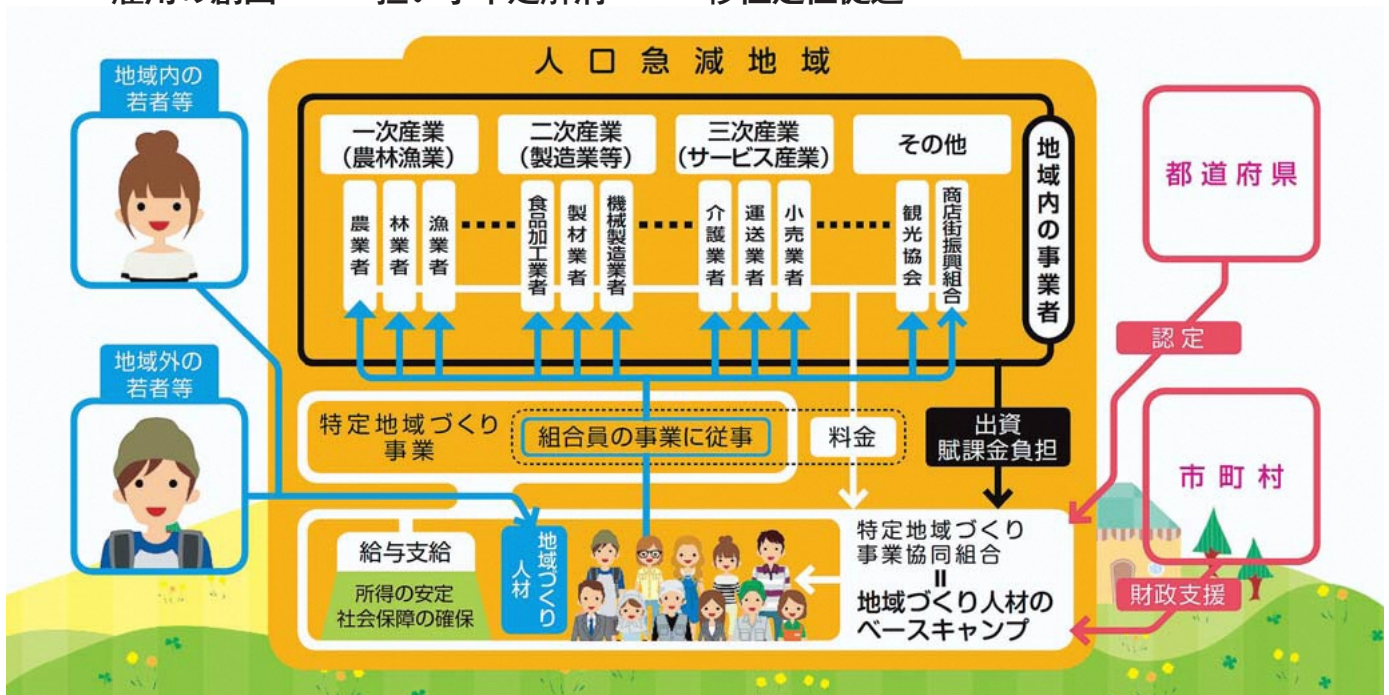 人口急減地域
地域内の
若者等
一次産業
(農林漁業)
二次産業
(製造業等)
三次産業
(サービス産業)
その他
農業者
林業者
漁業者
食品加工業者
製材業者
機械製造業者
介護業者
運送業者
小売業者
観光協会
商店街振興組合
地域内の事業者
都道府県
認定
地域外の
若者等
特定地域づくり
事業
組合員の事業に従事
料金
出資
賦課金負担
市町村
財政支援
給与支給
所得の安定
社会保障の確保
地域づくり
人材
特定地域づくり
事業協同組合
=
地域づくり人材の
ベースキャンプ